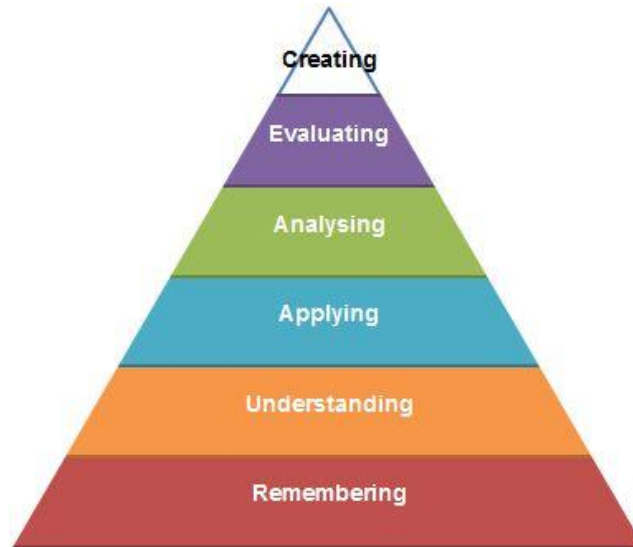 Creating
Evaluating
Analysing
Applying
Understanding
Remembering